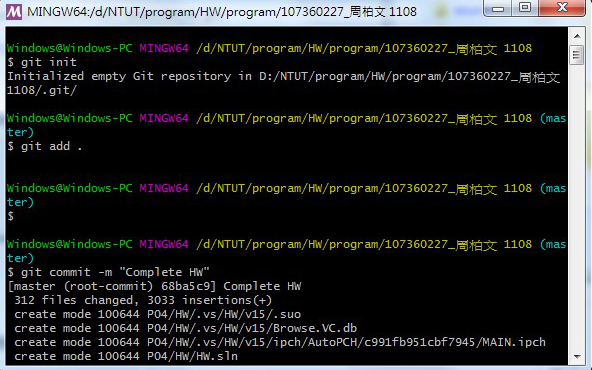 MINGW64:/d/NTUT/program/HW/program/107360227_周柏文 1108
Windows@Windows-PC MINGW64 /d/NTUT/program/HW/program/107360227_周柏文 1108
$ git init
Initialized empty Git repository in D:/NTUT/program/HW/program/107360227_周柏文
1108/.git/
Windows@Windows-PC MINGW64 /d/NTUT/program/HW/program/107360227_周柏文 1108 (mas
ter)
$ git add .
Windows@Windows-PC MINGW64 /d/NTUT/program/HW/program/107360227_周柏文 1108 (mas
ter)
$
Windows@Windows-PC MINGW64 /d/NTUT/program/HW/program/107360227_周柏文 1108 (mas
ter)
$ git commit -m "Complete HW"
[master (root-commit) 68ba5c9] Complete HW
312 files changed, 3033 insertions(+)
create mode 100644 P04/HW/.vs/HW/v15/.suo
create mode 100644 P04/HW/.vs/HW/v15/Browse.VC.db
create mode 100644 P04/HW/.vs/HW/v15/ipch/AutoPCH/c991fb951cbf7945/MAIN.ipch
create mode 100644 P04/HW/HW.sln